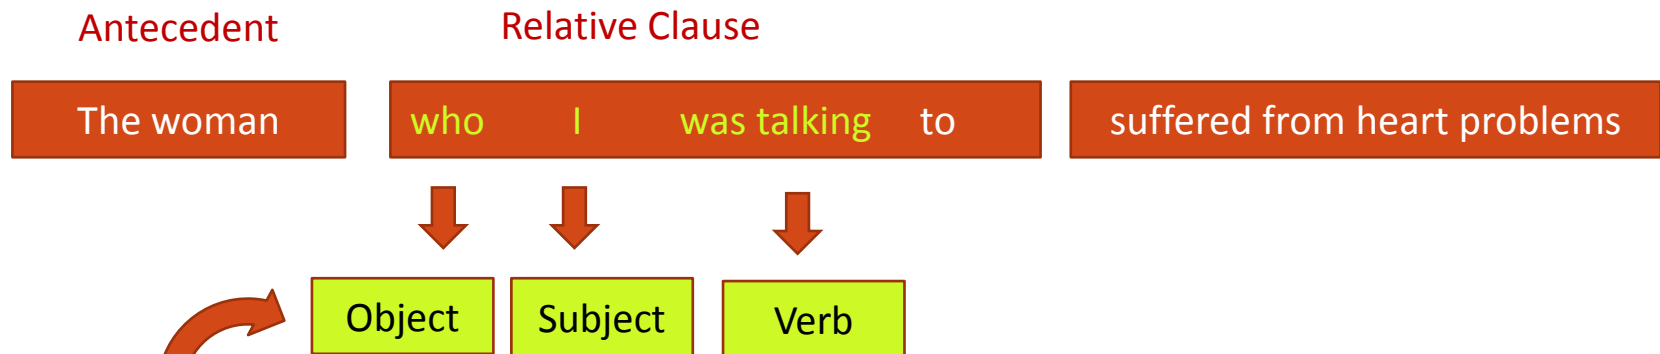 Antecedent Relative Clause
The woman who I was talking to suffered from heart problems
Object Subject Verb